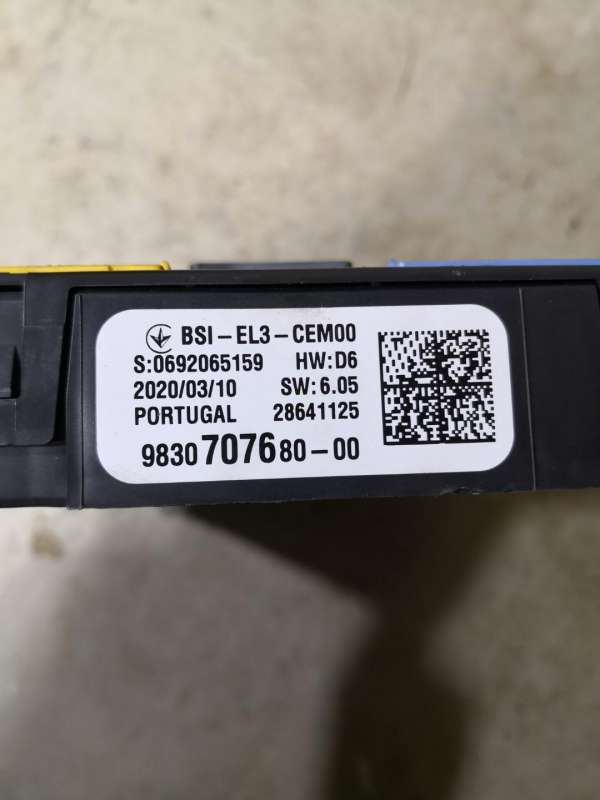 BSI-EL3-CEM00
S:0692065159 HW:D6
2020/03/10 SW:6.05
PORTUGAL 28641125
9830707680-00